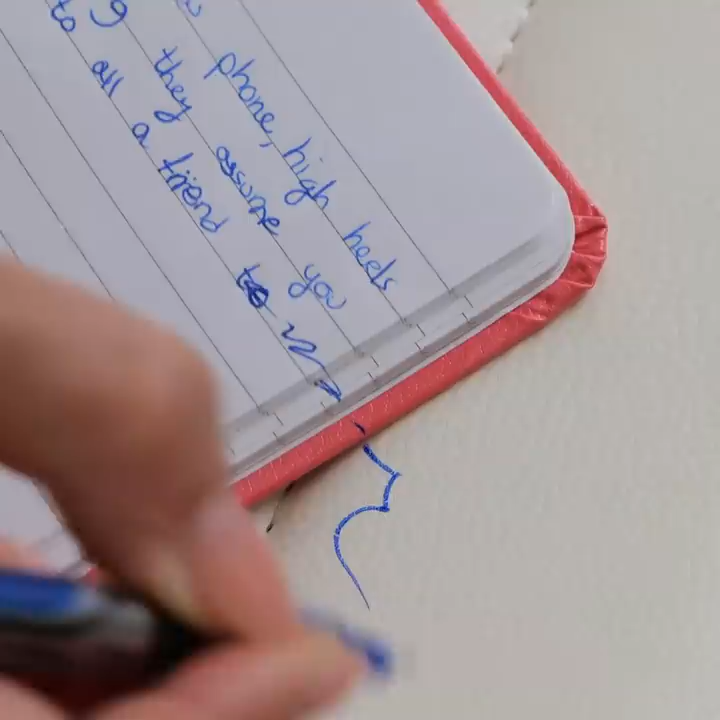 phone, high heels
they assume you
to all a friend to